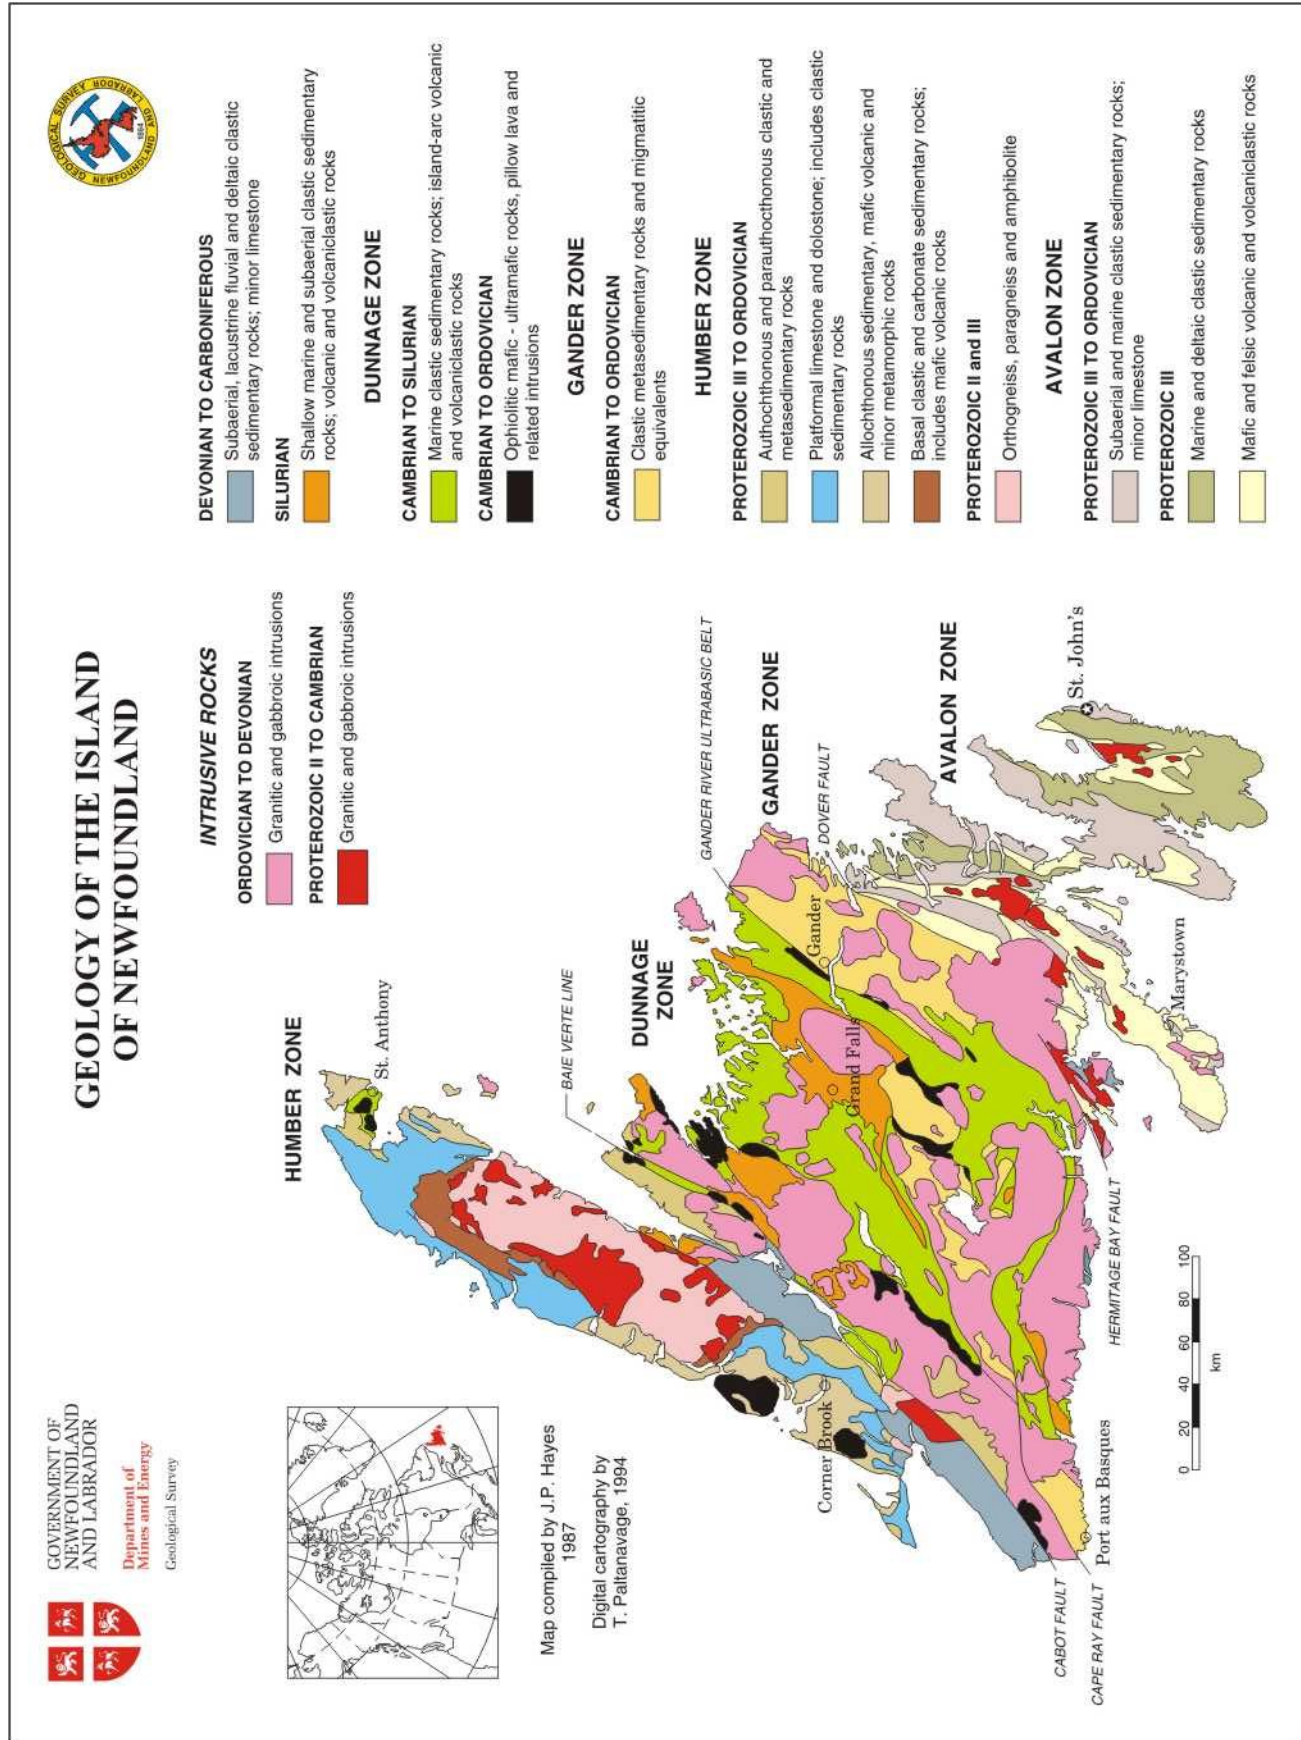 GOVERNMENT OF
NEWFOUNDLAND
AND LABRADOR
Department of
Mines and Energy
Geological Survey
GEOLOGY OF THE ISLAND
OF NEWFOUNDLAND
GEOLOGICAL SURVEY
NEWFOUNDLAND AND LABRADOR
1864
Map compiled by J.P. Hayes
1987
Digital cartography by
T. Paltanavage, 1994
HUMBER ZONE
St. Anthony
BAIE VERTE LINE
DUNNAGE
ZONE
GANDER RIVER ULTRABASIC BELT
GANDER ZONE
DOVER FAULT
AVALON ZONE
St. John's
Gander
Grand Falls
Corner Brook
Marystown
Port aux Basques
CABOT FAULT
CAPE RAY FAULT
HERMITAGE BAY FAULT
0 20 40 60 80 100
km
INTRUSIVE ROCKS
ORDOVICIAN TO DEVONIAN
Granitic and gabbroic intrusions
PROTEROZOIC II TO CAMBRIAN
Granitic and gabbroic intrusions
DEVONIAN TO CARBONIFEROUS
Subaerial, lacustrine fluvial and deltaic clastic
sedimentary rocks; minor limestone
SILURIAN
Shallow marine and subaerial clastic sedimentary
rocks; volcanic and volcaniclastic rocks
DUNNAGE ZONE
CAMBRIAN TO SILURIAN
Marine clastic sedimentary rocks; island-arc volcanic
and volcaniclastic rocks
CAMBRIAN TO ORDOVICIAN
Ophiolitic mafic - ultramafic rocks, pillow lava and
related intrusions
GANDER ZONE
CAMBRIAN TO ORDOVICIAN
Clastic metasedimentary rocks and migmatitic
equivalents
HUMBER ZONE
PROTEROZOIC III TO ORDOVICIAN
Authochthonous and parauthocthonous clastic and
metasedimentary rocks
Platformal limestone and dolostone; includes clastic
sedimentary rocks
Allochthonous sedimentary, mafic volcanic and
minor metamorphic rocks
Basal clastic and carbonate sedimentary rocks;
includes mafic volcanic rocks
PROTEROZOIC II and III
Orthogneiss, paragneiss and amphibolite
AVALON ZONE
PROTEROZOIC III TO ORDOVICIAN
Subaerial and marine clastic sedimentary rocks;
minor limestone
PROTEROZOIC III
Marine and deltaic clastic sedimentary rocks
Mafic and felsic volcanic and volcaniclastic rocks